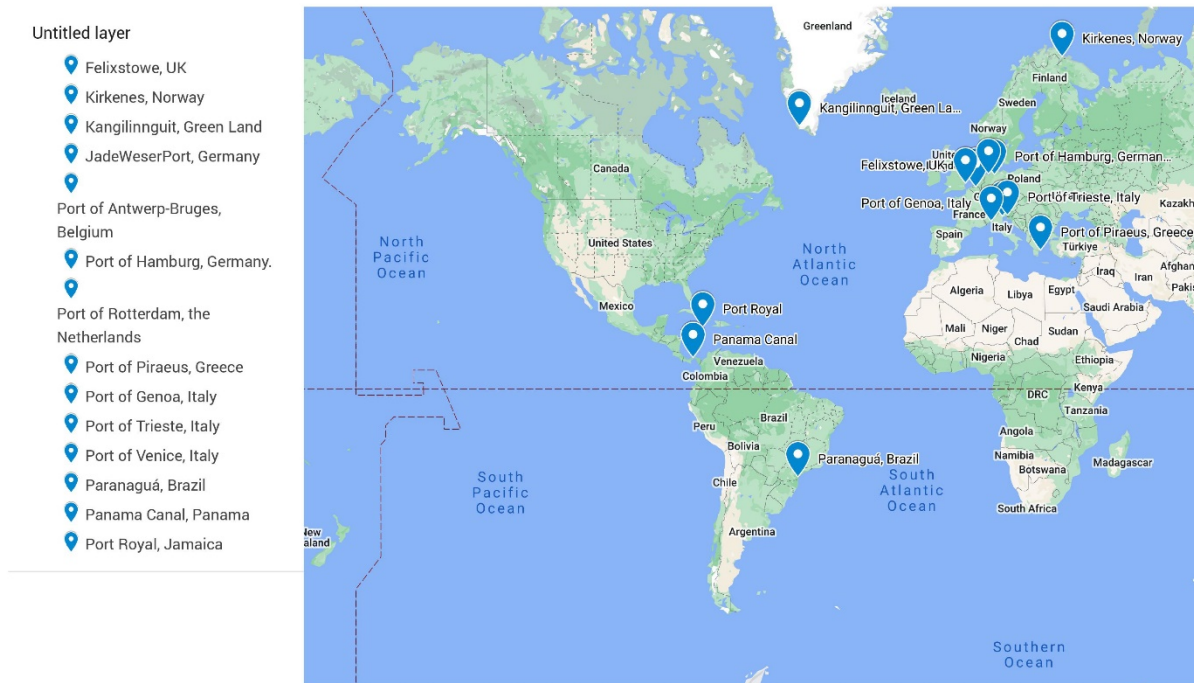 Untitled layer
Felixstowe, UK
Kirkenes, Norway
Kangilinnguit, Green Land
JadeWeserPort, Germany
Port of Antwerp-Bruges,
Belgium
Port of Hamburg, Germany.
Port of Rotterdam, the
Netherlands
Port of Piraeus, Greece
Port of Genoa, Italy
Port of Trieste, Italy
Port of Venice, Italy
Paranaguá, Brazil
Panama Canal, Panama
Port Royal, Jamaica
Greenland
Kirkenes, Norway
Finland
Iceland
Sweden
Kangilinnguit, Green La...
Norway
Canada
Felixstowe, UK
Port of Hamburg, German...
Poland
Port of Genoa, Italy
Port of Trieste, Italy
France
Kazakh
Spain
Italy
Port of Piraeus, Greece
Türkiye
North
Pacific
Ocean
United States
North
Atlantic
Ocean
Iraq
Iran
Afghan
Pakis
Algeria
Libya
Egypt
Saudi Arabia
Mexico
Port Royal
Mali
Niger
Sudan
Chad
Panama Canal
Venezuela
Nigeria
Ethiopia
Colombia
Kenya
DRC
Tanzania
Peru
Brazil
Angola
Bolivia
Paranaguá, Brazil
Namibia
Botswana
Madagascar
South
Pacific
Ocean
Chile
South
Atlantic
Ocean
South Africa
Argentina
New
aland
Southern
Ocean